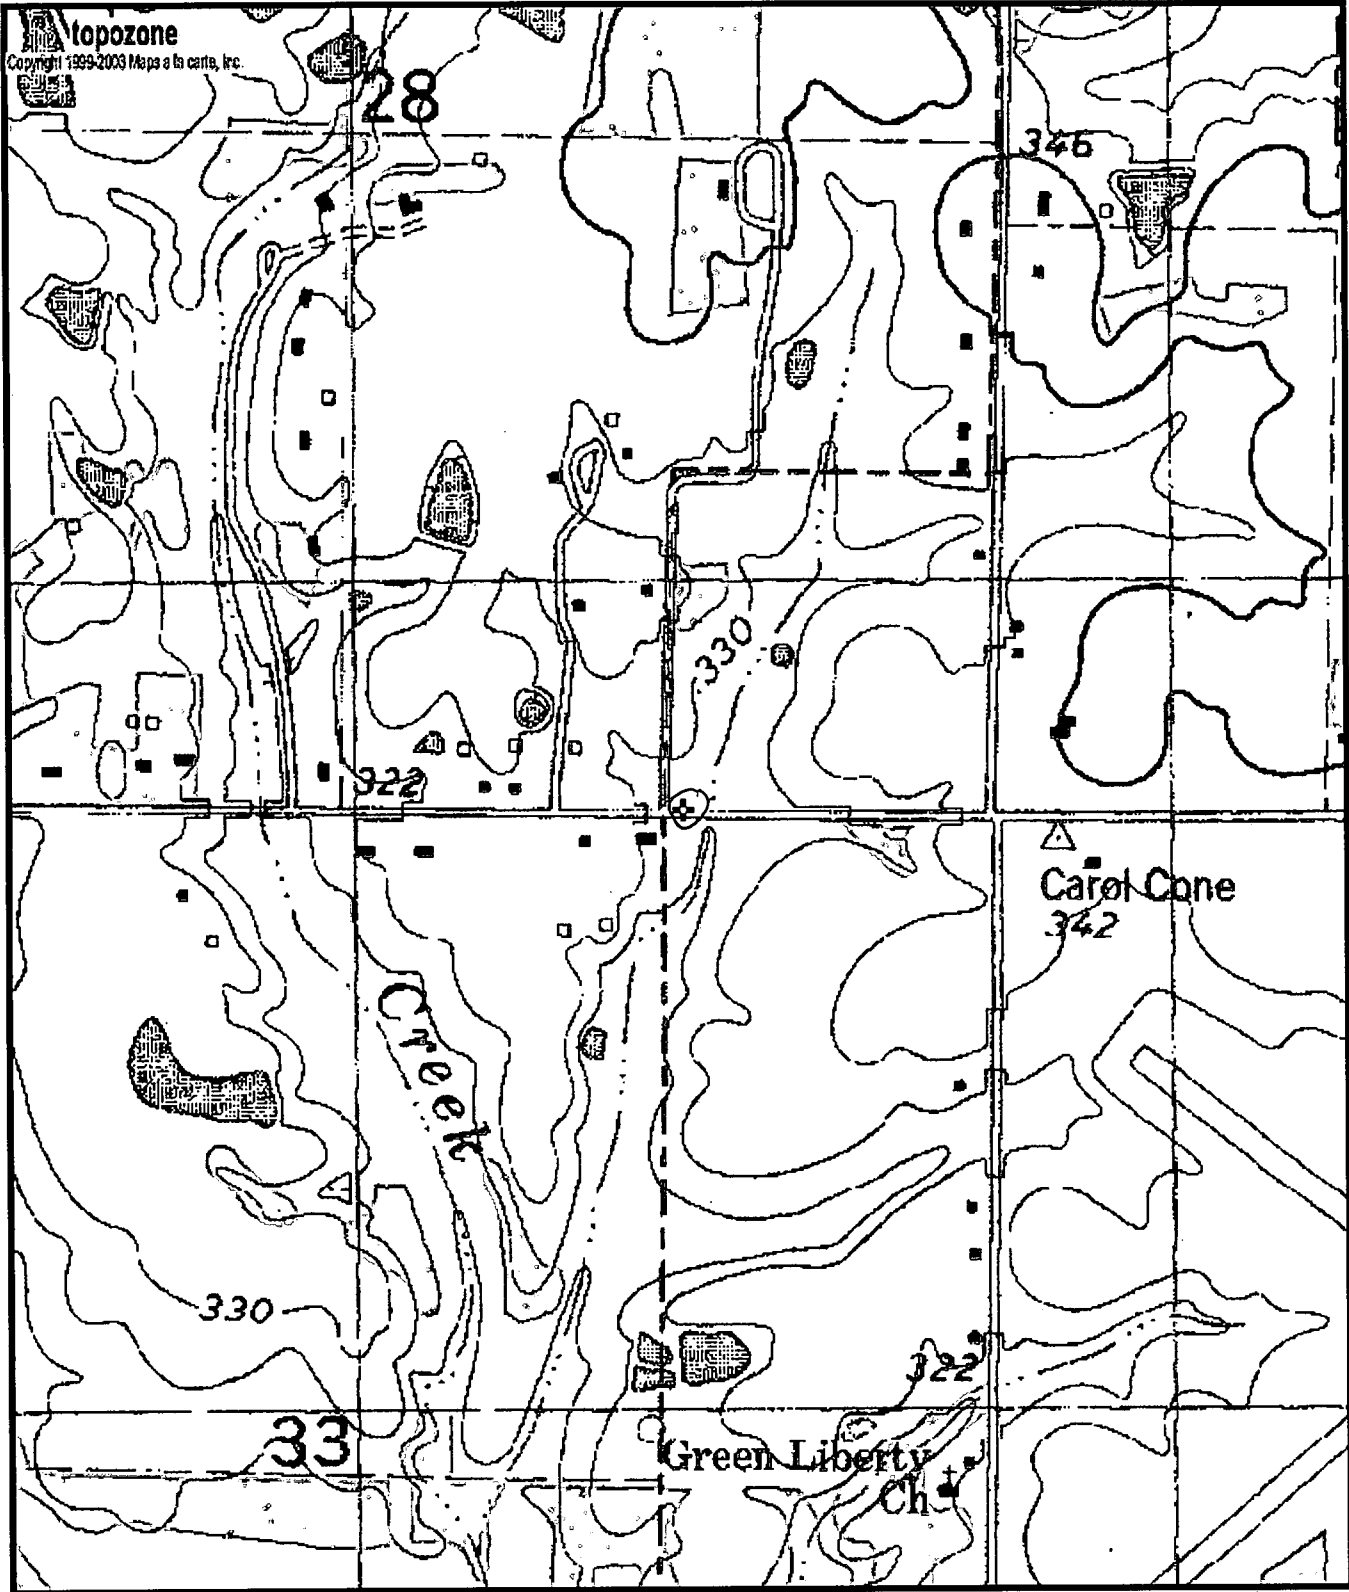 topozone
Copyright 1999-2003 Maps a la carte, Inc.
28
346
330
322
Carol Cone
342
Creek
330
322
33
Green Liberty
Ch